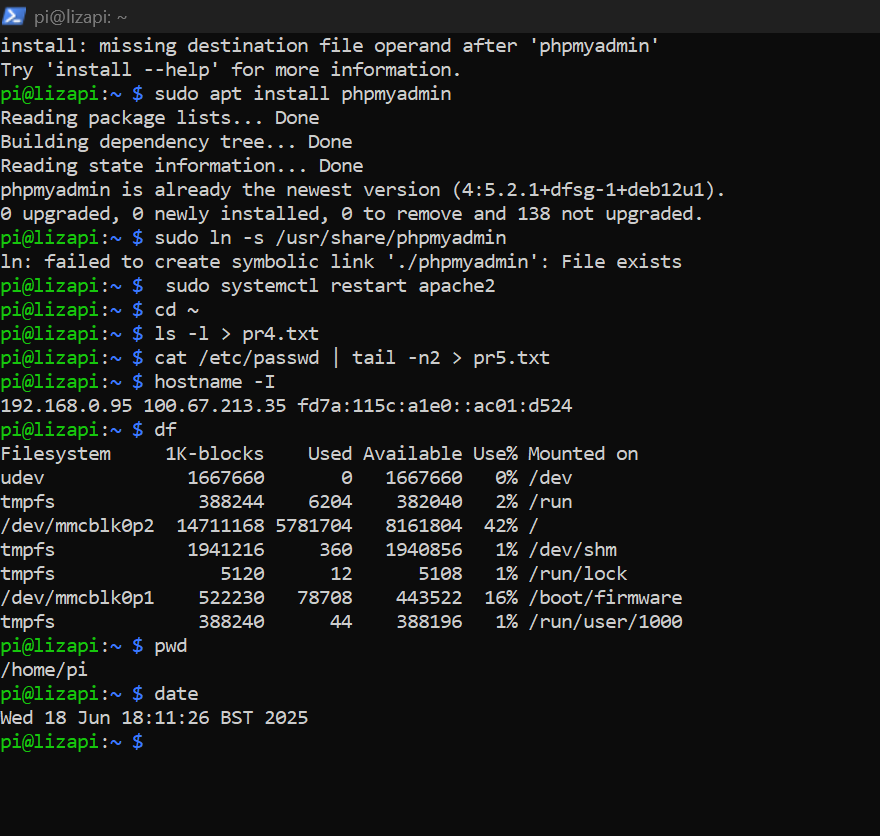 pi@lizapi: ~
install: missing destination file operand after 'phpmyadmin'
Try 'install --help' for more information.
pi@lizapi:~ $ sudo apt install phpmyadmin
Reading package lists... Done
Building dependency tree... Done
Reading state information... Done
phpmyadmin is already the newest version (4:5.2.1+dfsg-1+deb12u1).
0 upgraded, 0 newly installed, 0 to remove and 138 not upgraded.
pi@lizapi:~ $ sudo ln -s /usr/share/phpmyadmin
ln: failed to create symbolic link './phpmyadmin': File exists
pi@lizapi:~ $  sudo systemctl restart apache2
pi@lizapi:~ $ cd ~
pi@lizapi:~ $ ls -l > pr4.txt
pi@lizapi:~ $ cat /etc/passwd | tail -n2 > pr5.txt
pi@lizapi:~ $ hostname -I
192.168.0.95 100.67.213.35 fd7a:115c:a1e0::ac01:d524
pi@lizapi:~ $ df
Filesystem     1K-blocks    Used Available Use% Mounted on
udev             1667660       0   1667660   0% /dev
tmpfs             388244    6204    382040   2% /run
/dev/mmcblk0p2  14711168 5781704   8161804  42% /
tmpfs            1941216     360   1940856   1% /dev/shm
tmpfs               5120      12      5108   1% /run/lock
/dev/mmcblk0p1    522230   78708    443522  16% /boot/firmware
tmpfs             388240      44    388196   1% /run/user/1000
pi@lizapi:~ $ pwd
/home/pi
pi@lizapi:~ $ date
Wed 18 Jun 18:11:26 BST 2025
pi@lizapi:~ $